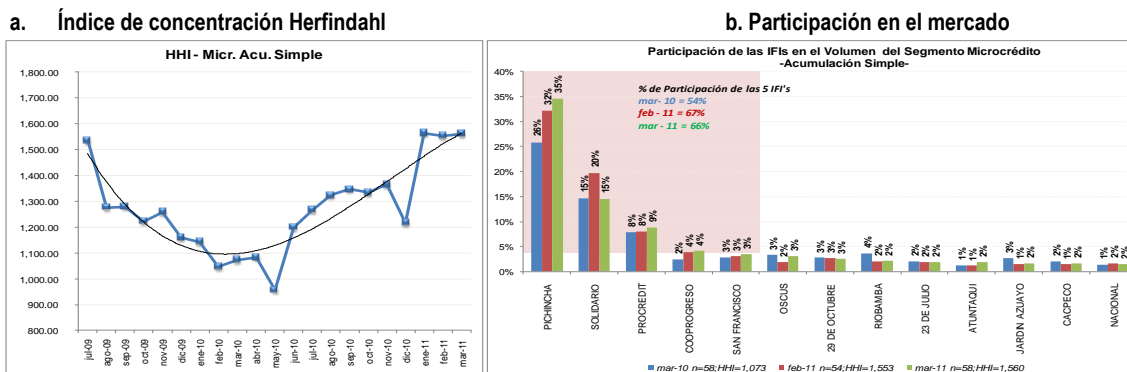 a. Índice de concentración Herfindahl
HHI - Micr. Acu. Simple
1,800.00
1,700.00
1,600.00
1,500.00
1,400.00
1,300.00
1,200.00
1,100.00
1,000.00
900.00
800.00
jul-09
ago-09
sep-09
oct-09
nov-09
dic-09
ene-10
feb-10
mar-10
abr-10
may-10
jun-10
jul-10
ago-10
sep-10
oct-10
nov-10
dic-10
ene-11
feb-11
mar-11
b. Participación en el mercado
Participación de las IFIs en el Volumen del Segmento Microcrédito
-Acumulación Simple-
% de Participación de las 5 IFI's
mar- 10 = 54%
feb - 11 = 67%
mar - 11 = 66%
40%
35%
30%
25%
20%
15%
10%
5%
0%
26% 32% 35%
15% 20% 15%
8% 8% 9%
2% 4% 4%
3% 3% 3%
3% 2% 3%
3% 3% 3%
4% 2% 2%
2% 2% 2%
1% 1% 2%
3% 1% 2%
2% 1% 2%
1% 2% 2%
PICHINCHA
SOLIDARIO
PROCREDIT
COOPROGRESO
SAN FRANCISCO
OSCUS
29 DE OCTUBRE
RIOBAMBA
23 DE JULIO
ATUNTAQUI
JARDIN AZUAYO
CACPECO
NACIONAL
mar-10 n=58;HHI=1,073 feb-11 n=54;HHI=1,553 mar-11 n=58;HHI=1,560